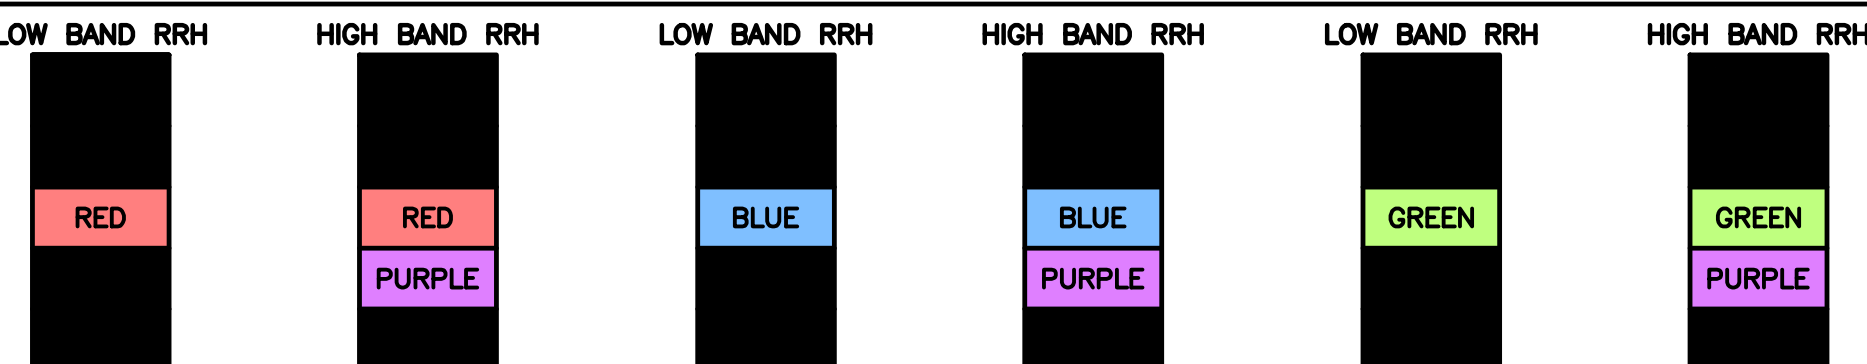 LOW BAND RRH HIGH BAND RRH LOW BAND RRH HIGH BAND RRH LOW BAND RRH HIGH BAND RRH
RED RED BLUE BLUE GREEN GREEN
PURPLE PURPLE PURPLE